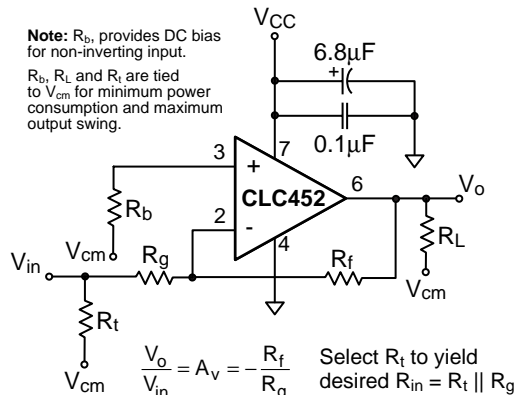 Note: Rb, provides DC bias
for non-inverting input.
Rb, RL and Rt are tied
to Vcm for minimum power
consumption and maximum
output swing.
VCC
6.8μF
+
0.1μF
3
7
+
CLC452
6
Vo
2
-
4
Rb
Vcm
Vin
Rg
Rf
RL
Vcm
Rt
Vcm
Vo/Vin = Av = −Rf/Rg
Select Rt to yield
desired Rin = Rt || Rg